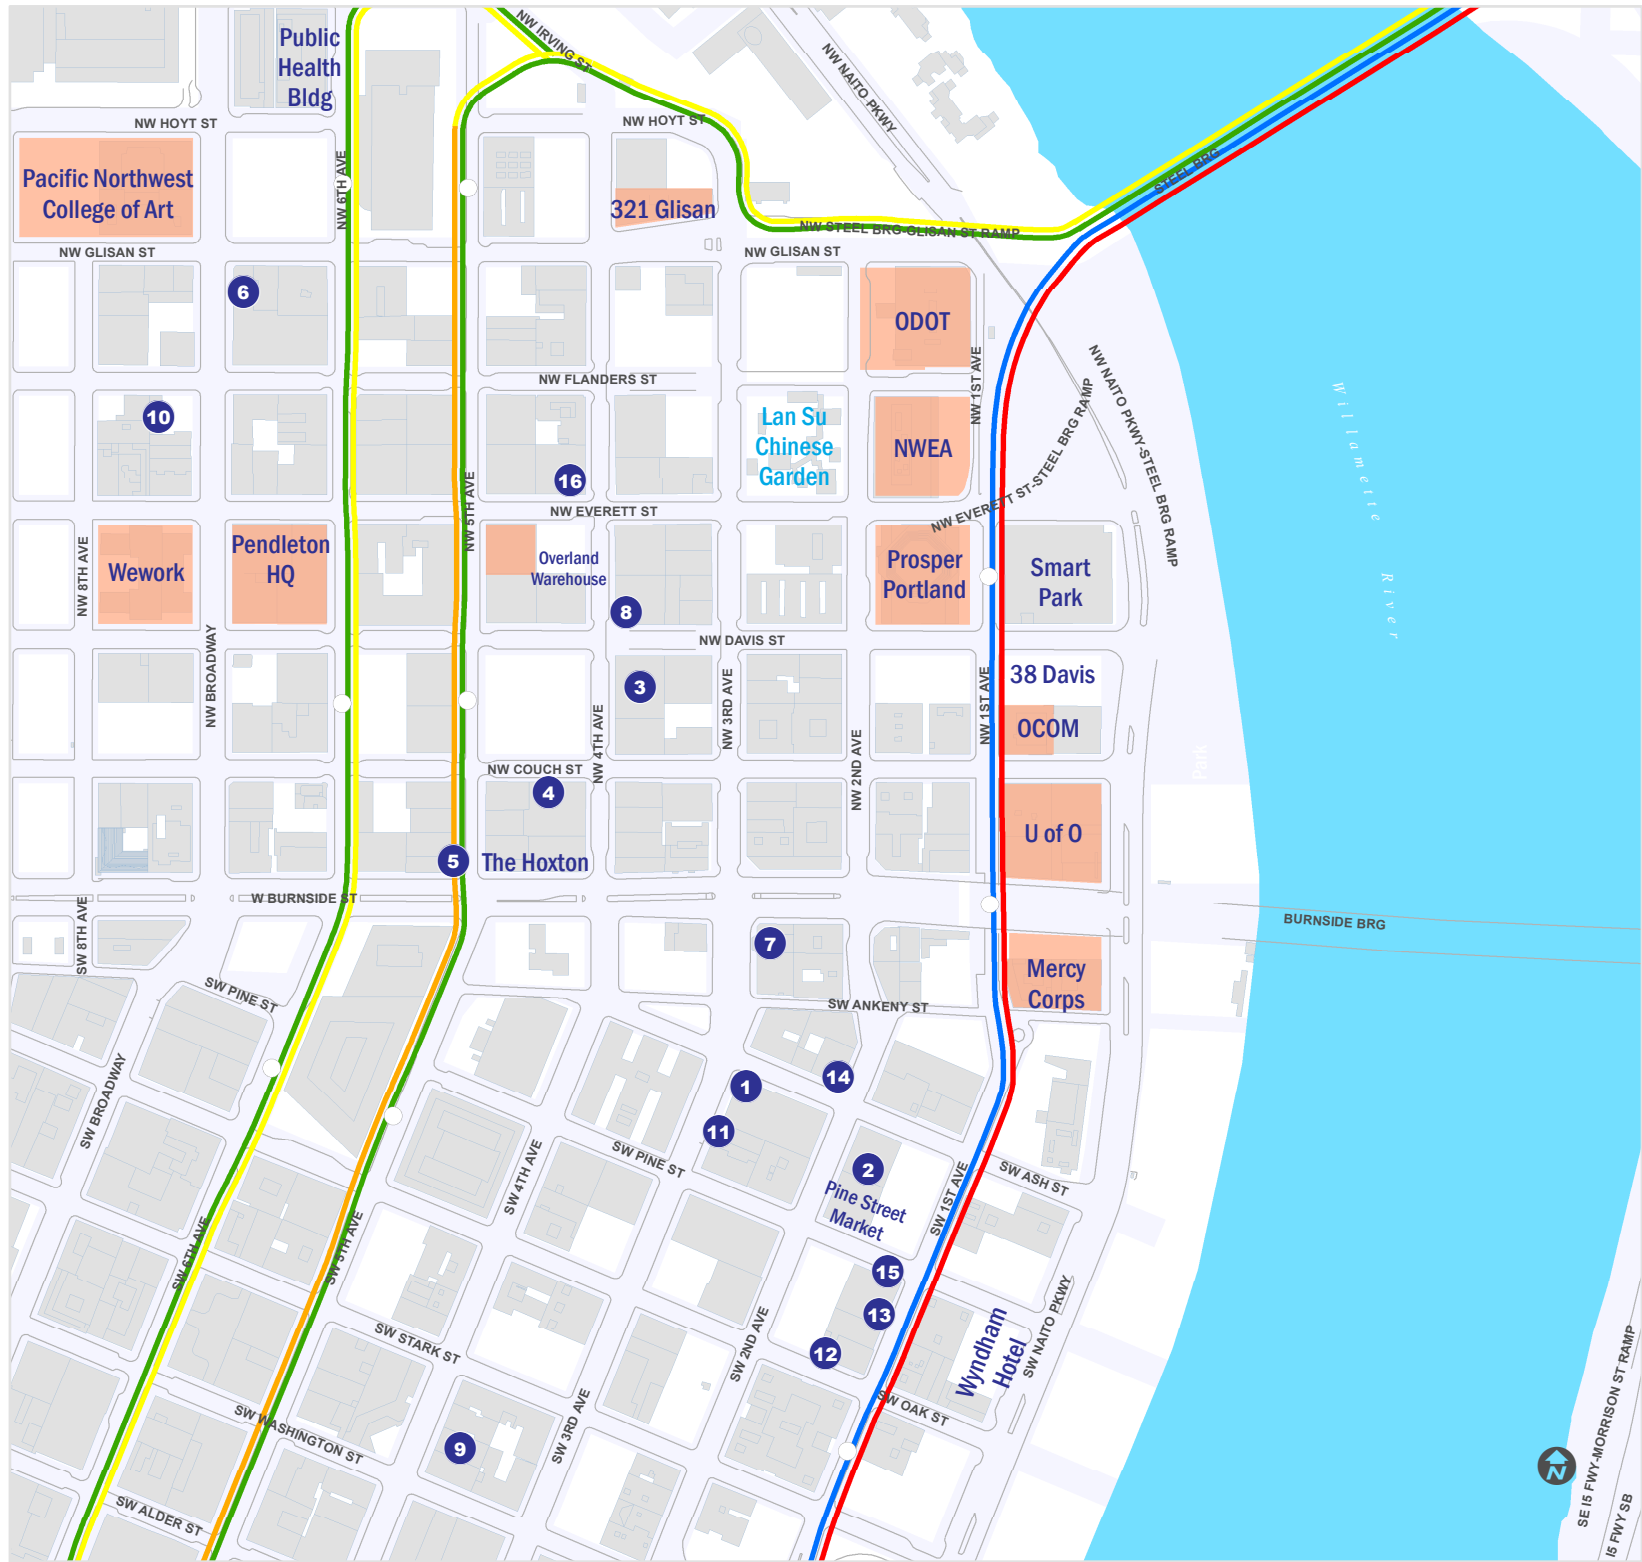 Public
Health
Bldg
NW IRVING ST
NW NAITO PKWY
NW HOYT ST
NW HOYT ST
Pacific Northwest
College of Art
NW 6TH AVE
321 Glisan
STEEL BRG
NW STEEL BRG-GLISAN ST RAMP
NW GLISAN ST
NW GLISAN ST
6
ODOT
NW 1ST AVE
NW NAITO PKWY-STEEL BRG RAMP
NW FLANDERS ST
10
Lan Su
Chinese
Garden
NWEA
Willamette River
16
NW 5TH AVE
NW EVERETT ST
NW EVERETT ST-STEEL BRG RAMP
NW 8TH AVE
Wework
Pendleton
HQ
Overland
Warehouse
Prosper
Portland
Smart
Park
8
NW DAVIS ST
NW BROADWAY
3
NW 3RD AVE
NW 1ST AVE
38 Davis
OCOM
NW 4TH AVE
NW 2ND AVE
Park
NW COUCH ST
4
U of O
5
The Hoxton
W BURNSIDE ST
SW 8TH AVE
BURNSIDE BRG
7
Mercy
Corps
SW PINE ST
SW ANKENY ST
SW BROADWAY
1
14
11
SW 4TH AVE
SW PINE ST
2
Pine Street
Market
SW 1ST AVE
SW ASH ST
SW 6TH AVE
SW 5TH AVE
15
13
12
Wyndham
Hotel
SW NAITO PKWY
SW STARK ST
SW 2ND AVE
SW OAK ST
SW WASHINGTON ST
9
SW 3RD AVE
SW ALDER ST
N
SE I5 FWY-MORRISON ST RAMP
I5 FWY SB